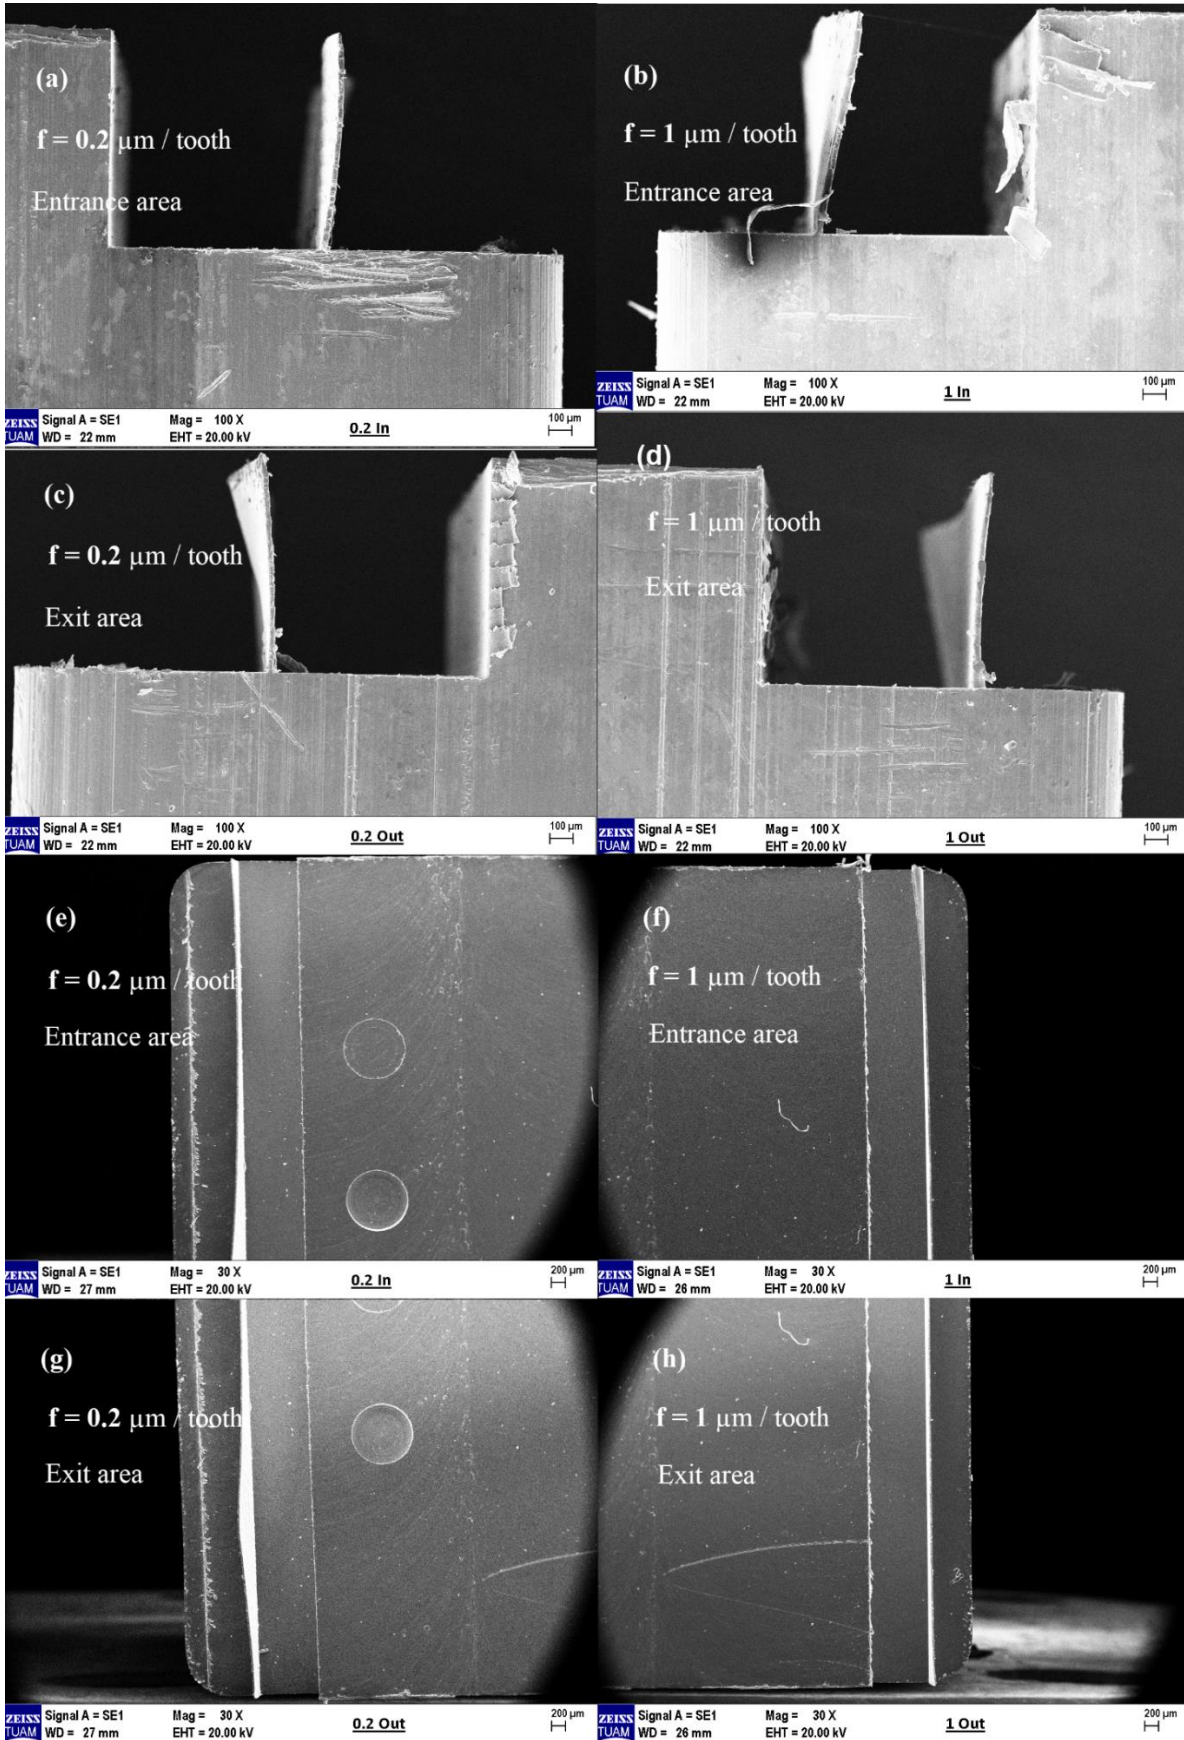 (a)
f = 0.2 µm / tooth
Entrance area
ZEISS TUAM Signal A = SE1 WD = 22 mm Mag = 100 X EHT = 20.00 kV 0.2 In 100 µm
(b)
f = 1 µm / tooth
Entrance area
ZEISS TUAM Signal A = SE1 WD = 22 mm Mag = 100 X EHT = 20.00 kV 1 In 100 µm
(c)
f = 0.2 µm / tooth
Exit area
ZEISS TUAM Signal A = SE1 WD = 22 mm Mag = 100 X EHT = 20.00 kV 0.2 Out 100 µm
(d)
f = 1 µm / tooth
Exit area
ZEISS TUAM Signal A = SE1 WD = 22 mm Mag = 100 X EHT = 20.00 kV 1 Out 100 µm
(e)
f = 0.2 µm / tooth
Entrance area
ZEISS TUAM Signal A = SE1 WD = 27 mm Mag = 30 X EHT = 20.00 kV 0.2 In 200 µm
(f)
f = 1 µm / tooth
Entrance area
ZEISS TUAM Signal A = SE1 WD = 26 mm Mag = 30 X EHT = 20.00 kV 1 In 200 µm
(g)
f = 0.2 µm / tooth
Exit area
ZEISS TUAM Signal A = SE1 WD = 27 mm Mag = 30 X EHT = 20.00 kV 0.2 Out 200 µm
(h)
f = 1 µm / tooth
Exit area
ZEISS TUAM Signal A = SE1 WD = 26 mm Mag = 30 X EHT = 20.00 kV 1 Out 200 µm